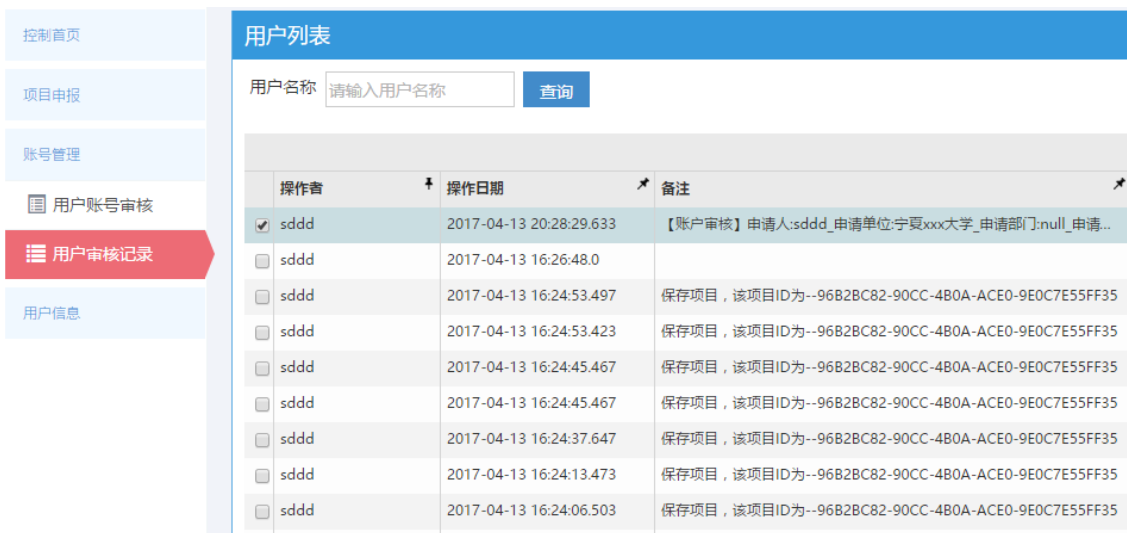 控制首页
项目申报
账号管理
用户账号审核
用户审核记录
用户信息
用户列表
用户名称 请输入用户名称 查询
操作者 操作日期 备注
sddd 2017-04-13 20:28:29.633 【账户审核】申请人:sddd_申请单位:宁夏xxx大学_申请部门:null_申请...
sddd 2017-04-13 16:26:48.0
sddd 2017-04-13 16:24:53.497 保存项目，该项目ID为--96B2BC82-90CC-4B0A-ACE0-9E0C7E55FF35
sddd 2017-04-13 16:24:53.423 保存项目，该项目ID为--96B2BC82-90CC-4B0A-ACE0-9E0C7E55FF35
sddd 2017-04-13 16:24:45.467 保存项目，该项目ID为--96B2BC82-90CC-4B0A-ACE0-9E0C7E55FF35
sddd 2017-04-13 16:24:45.467 保存项目，该项目ID为--96B2BC82-90CC-4B0A-ACE0-9E0C7E55FF35
sddd 2017-04-13 16:24:37.647 保存项目，该项目ID为--96B2BC82-90CC-4B0A-ACE0-9E0C7E55FF35
sddd 2017-04-13 16:24:13.473 保存项目，该项目ID为--96B2BC82-90CC-4B0A-ACE0-9E0C7E55FF35
sddd 2017-04-13 16:24:06.503 保存项目，该项目ID为--96B2BC82-90CC-4B0A-ACE0-9E0C7E55FF35